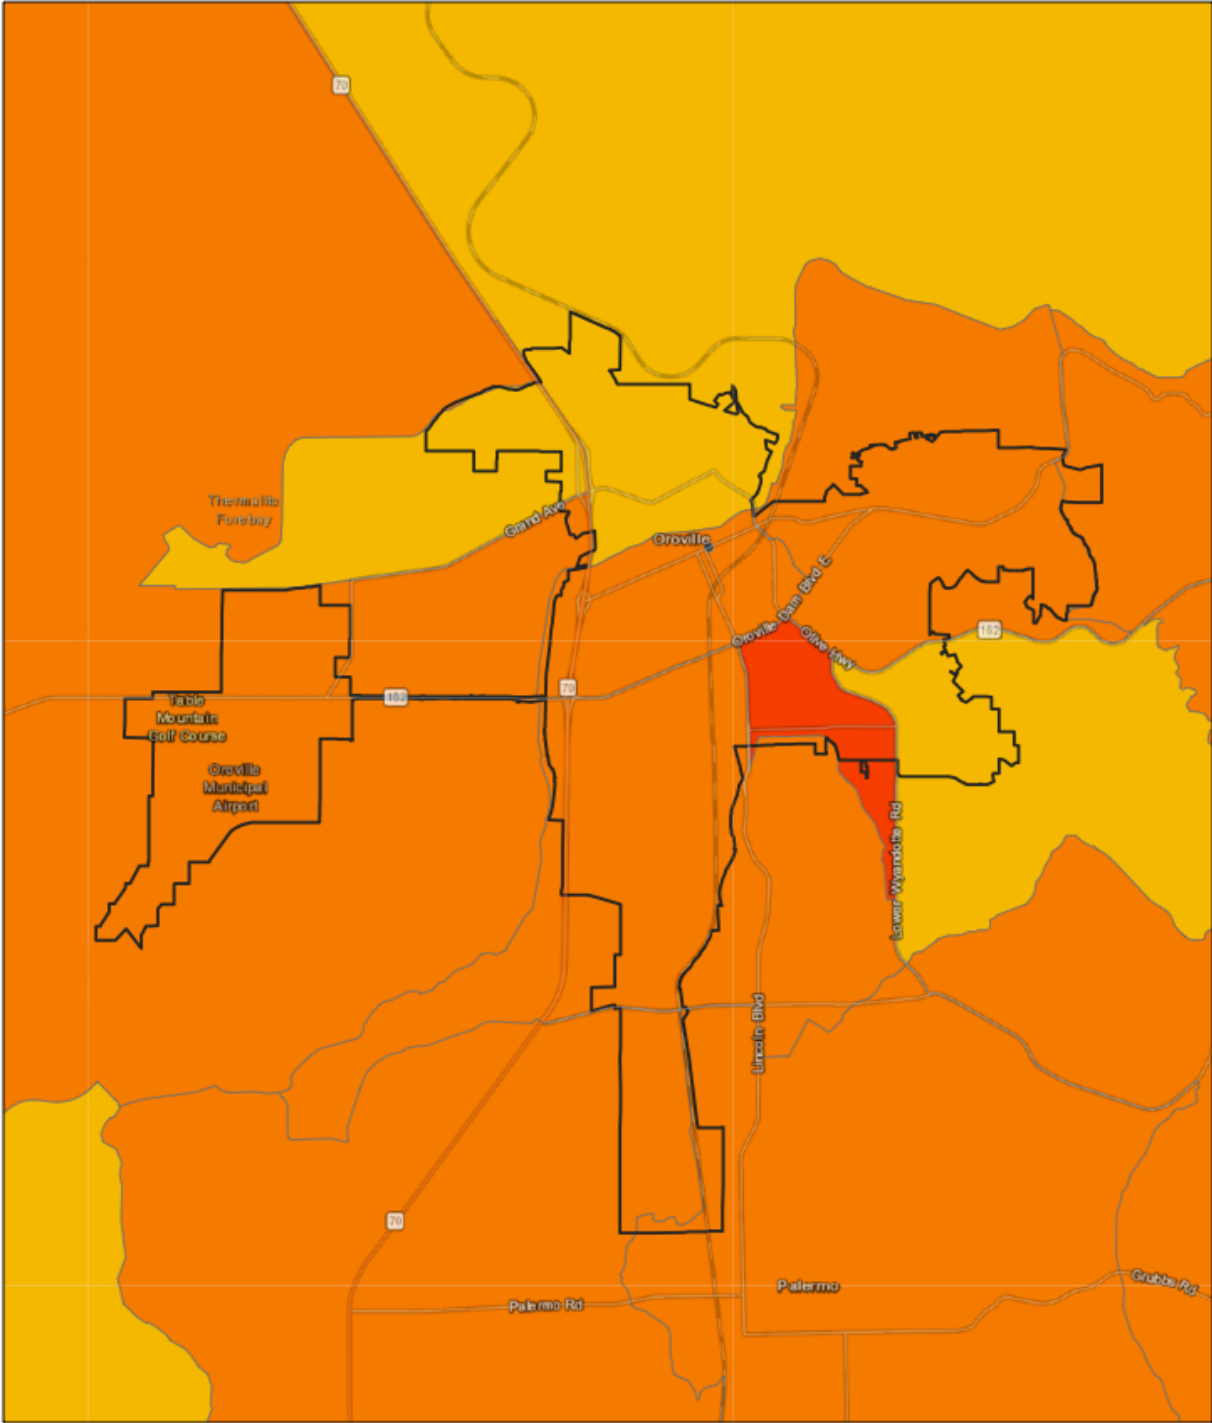 70
Thermalito
Forebay
Grand Ave
Oroville
Oroville Dam Blvd E
Olive Hwy
162
70
162
Table
Mountain
Golf Course
Oroville
Municipal
Airport
Lower Wyandotte Rd
Lincoln Blvd
70
Palermo
Grubbs Rd
Palermo Rd